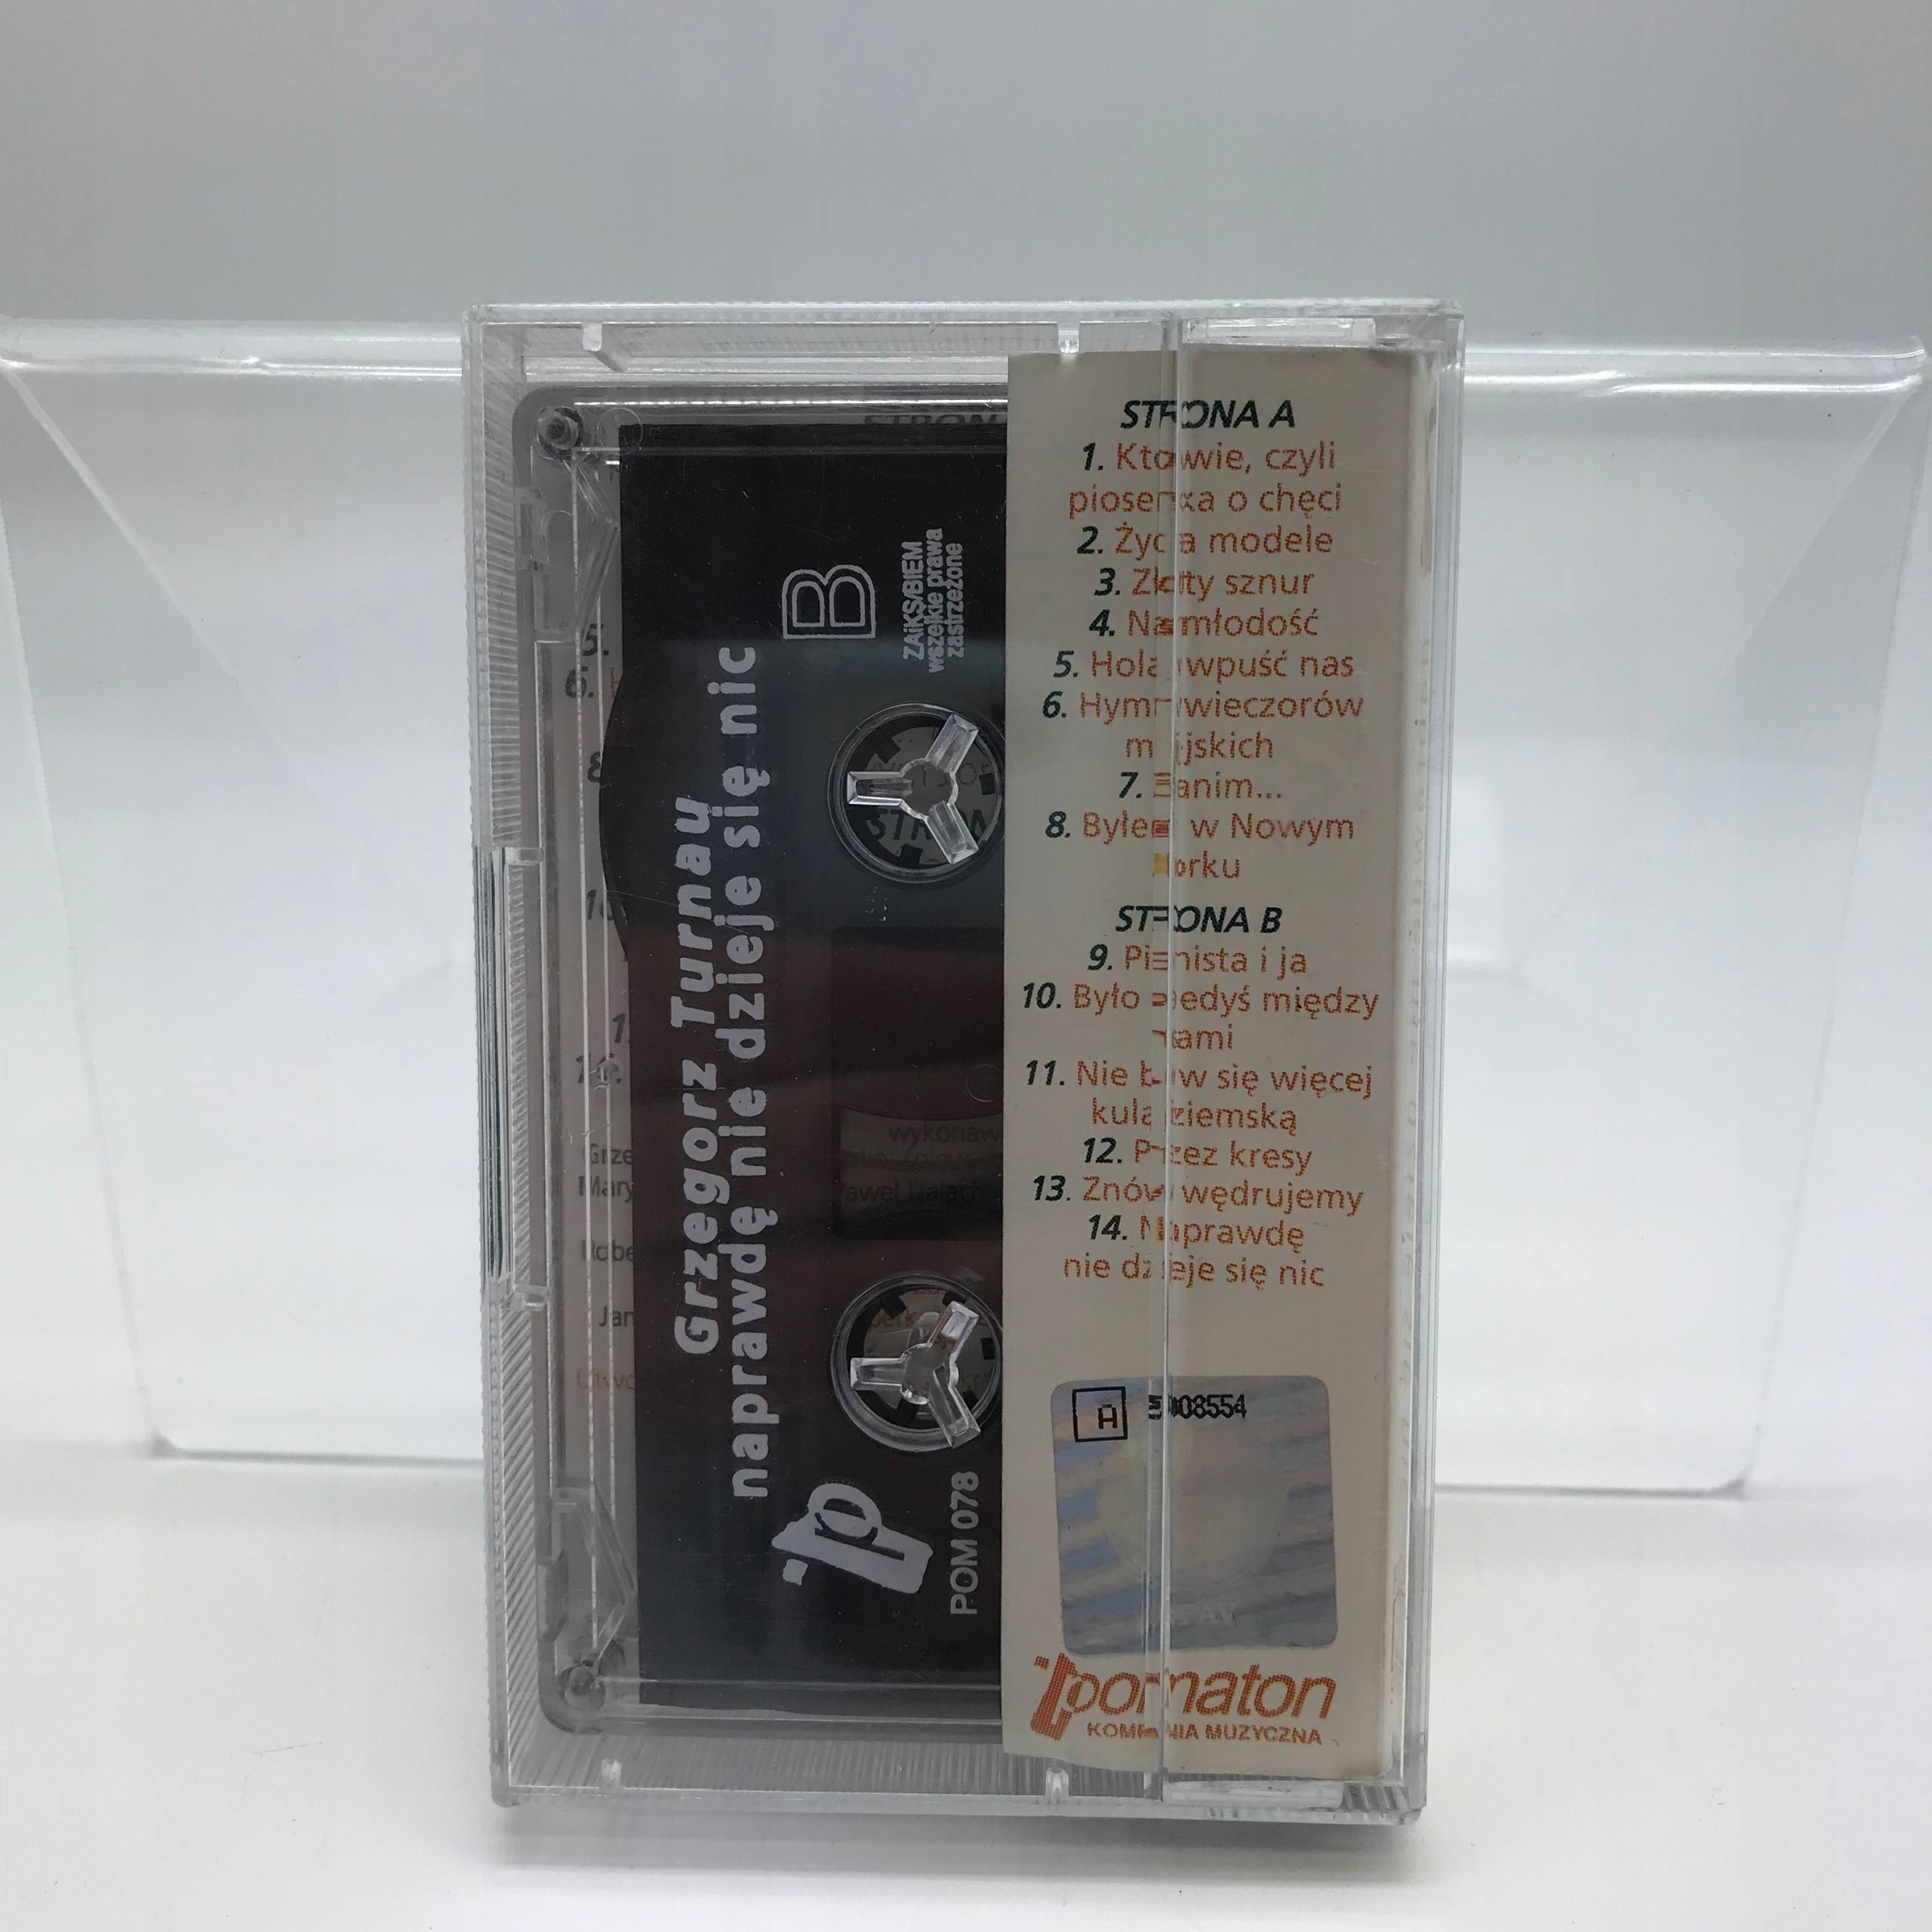 Grzegorz Turnau
naprawdę nie dzieje się nic
B
ZAiKS/BIEM
wszelkie prawa
zastrzeżone
POM 078
STRONA A
1. Kto wie, czyli
piosenka o chęci
2. Życia modele
3. Złoty sznur
4. Na młodość
5. Hola, wpuść nas
6. Hymn wieczorów
miejskich
7. Zanim...
8. Byłem w Nowym
Jorku
STRONA B
9. Pianista i ja
10. Było kiedyś między
nami
11. Nie baw się więcej
kulą ziemską
12. Przez kresy
13. Znów wędrujemy
14. Naprawdę
nie dzieje się nic
pomaton
KOMPANIA MUZYCZNA